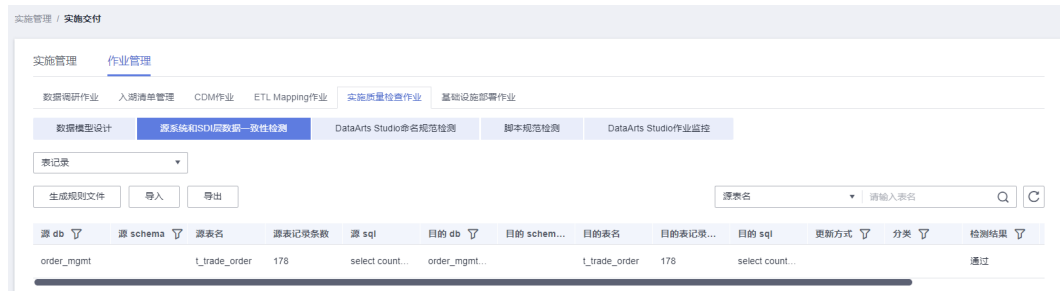 实施管理 / 实施交付
实施管理 作业管理
数据调研作业 入湖清单管理 CDM作业 ETL Mapping作业 实施质量检查作业 基础设施部署作业
数据模型设计 源系统和SDI层数据一致性检测 DataArts Studio命名规范检测 脚本规范检测 DataArts Studio作业监控
表记录
生成规则文件 导入 导出 源表名 请输入表名
源 db 源 schema 源表名 源表记录条数 源 sql 目的 db 目的 schem... 目的表名 目的表记录... 目的 sql 更新方式 分类 检测结果
order_mgmt t_trade_order 178 select count... order_mgmt... t_trade_order 178 select count... 通过